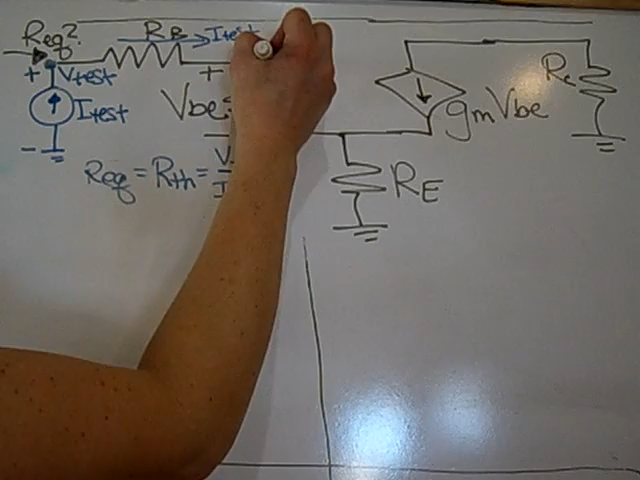 Req?
RB Itest
+ Vtest
+
Itest
-
Vbe
gmVbe
Rc
Req = Rth = V
I
RE